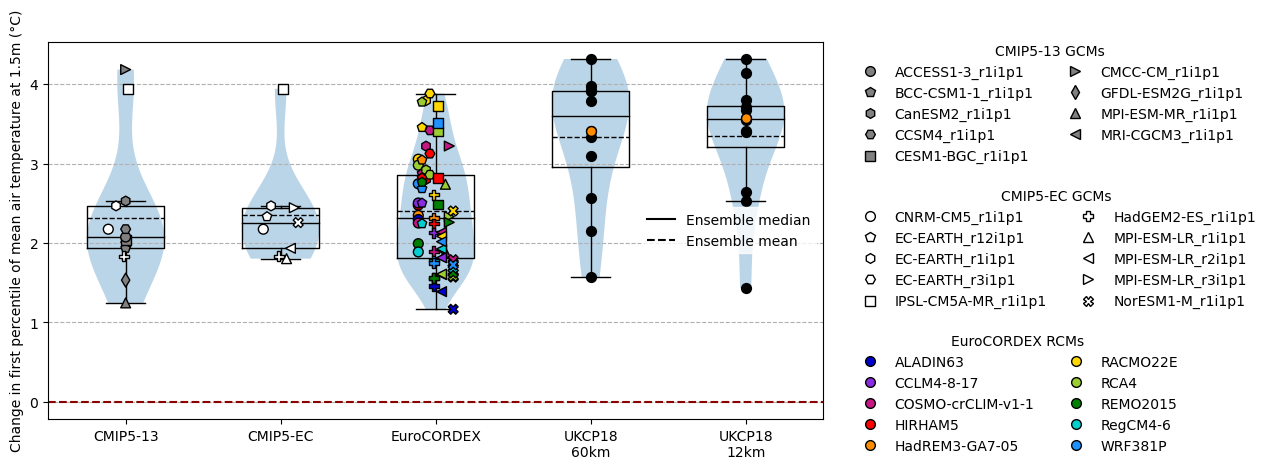 Change in first percentile of mean air temperature at 1.5m (°C)
4
3
2
1
0
CMIP5-13
CMIP5-EC
EuroCORDEX
UKCP18
60km
UKCP18
12km
Ensemble median
Ensemble mean
CMIP5-13 GCMs
ACCESS1-3_r1i1p1
BCC-CSM1-1_r1i1p1
CanESM2_r1i1p1
CCSM4_r1i1p1
CESM1-BGC_r1i1p1
CMCC-CM_r1i1p1
GFDL-ESM2G_r1i1p1
MPI-ESM-MR_r1i1p1
MRI-CGCM3_r1i1p1
CMIP5-EC GCMs
CNRM-CM5_r1i1p1
EC-EARTH_r12i1p1
EC-EARTH_r1i1p1
EC-EARTH_r3i1p1
IPSL-CM5A-MR_r1i1p1
HadGEM2-ES_r1i1p1
MPI-ESM-LR_r1i1p1
MPI-ESM-LR_r2i1p1
MPI-ESM-LR_r3i1p1
NorESM1-M_r1i1p1
EuroCORDEX RCMs
ALADIN63
CCLM4-8-17
COSMO-crCLIM-v1-1
HIRHAM5
HadREM3-GA7-05
RACMO22E
RCA4
REMO2015
RegCM4-6
WRF381P